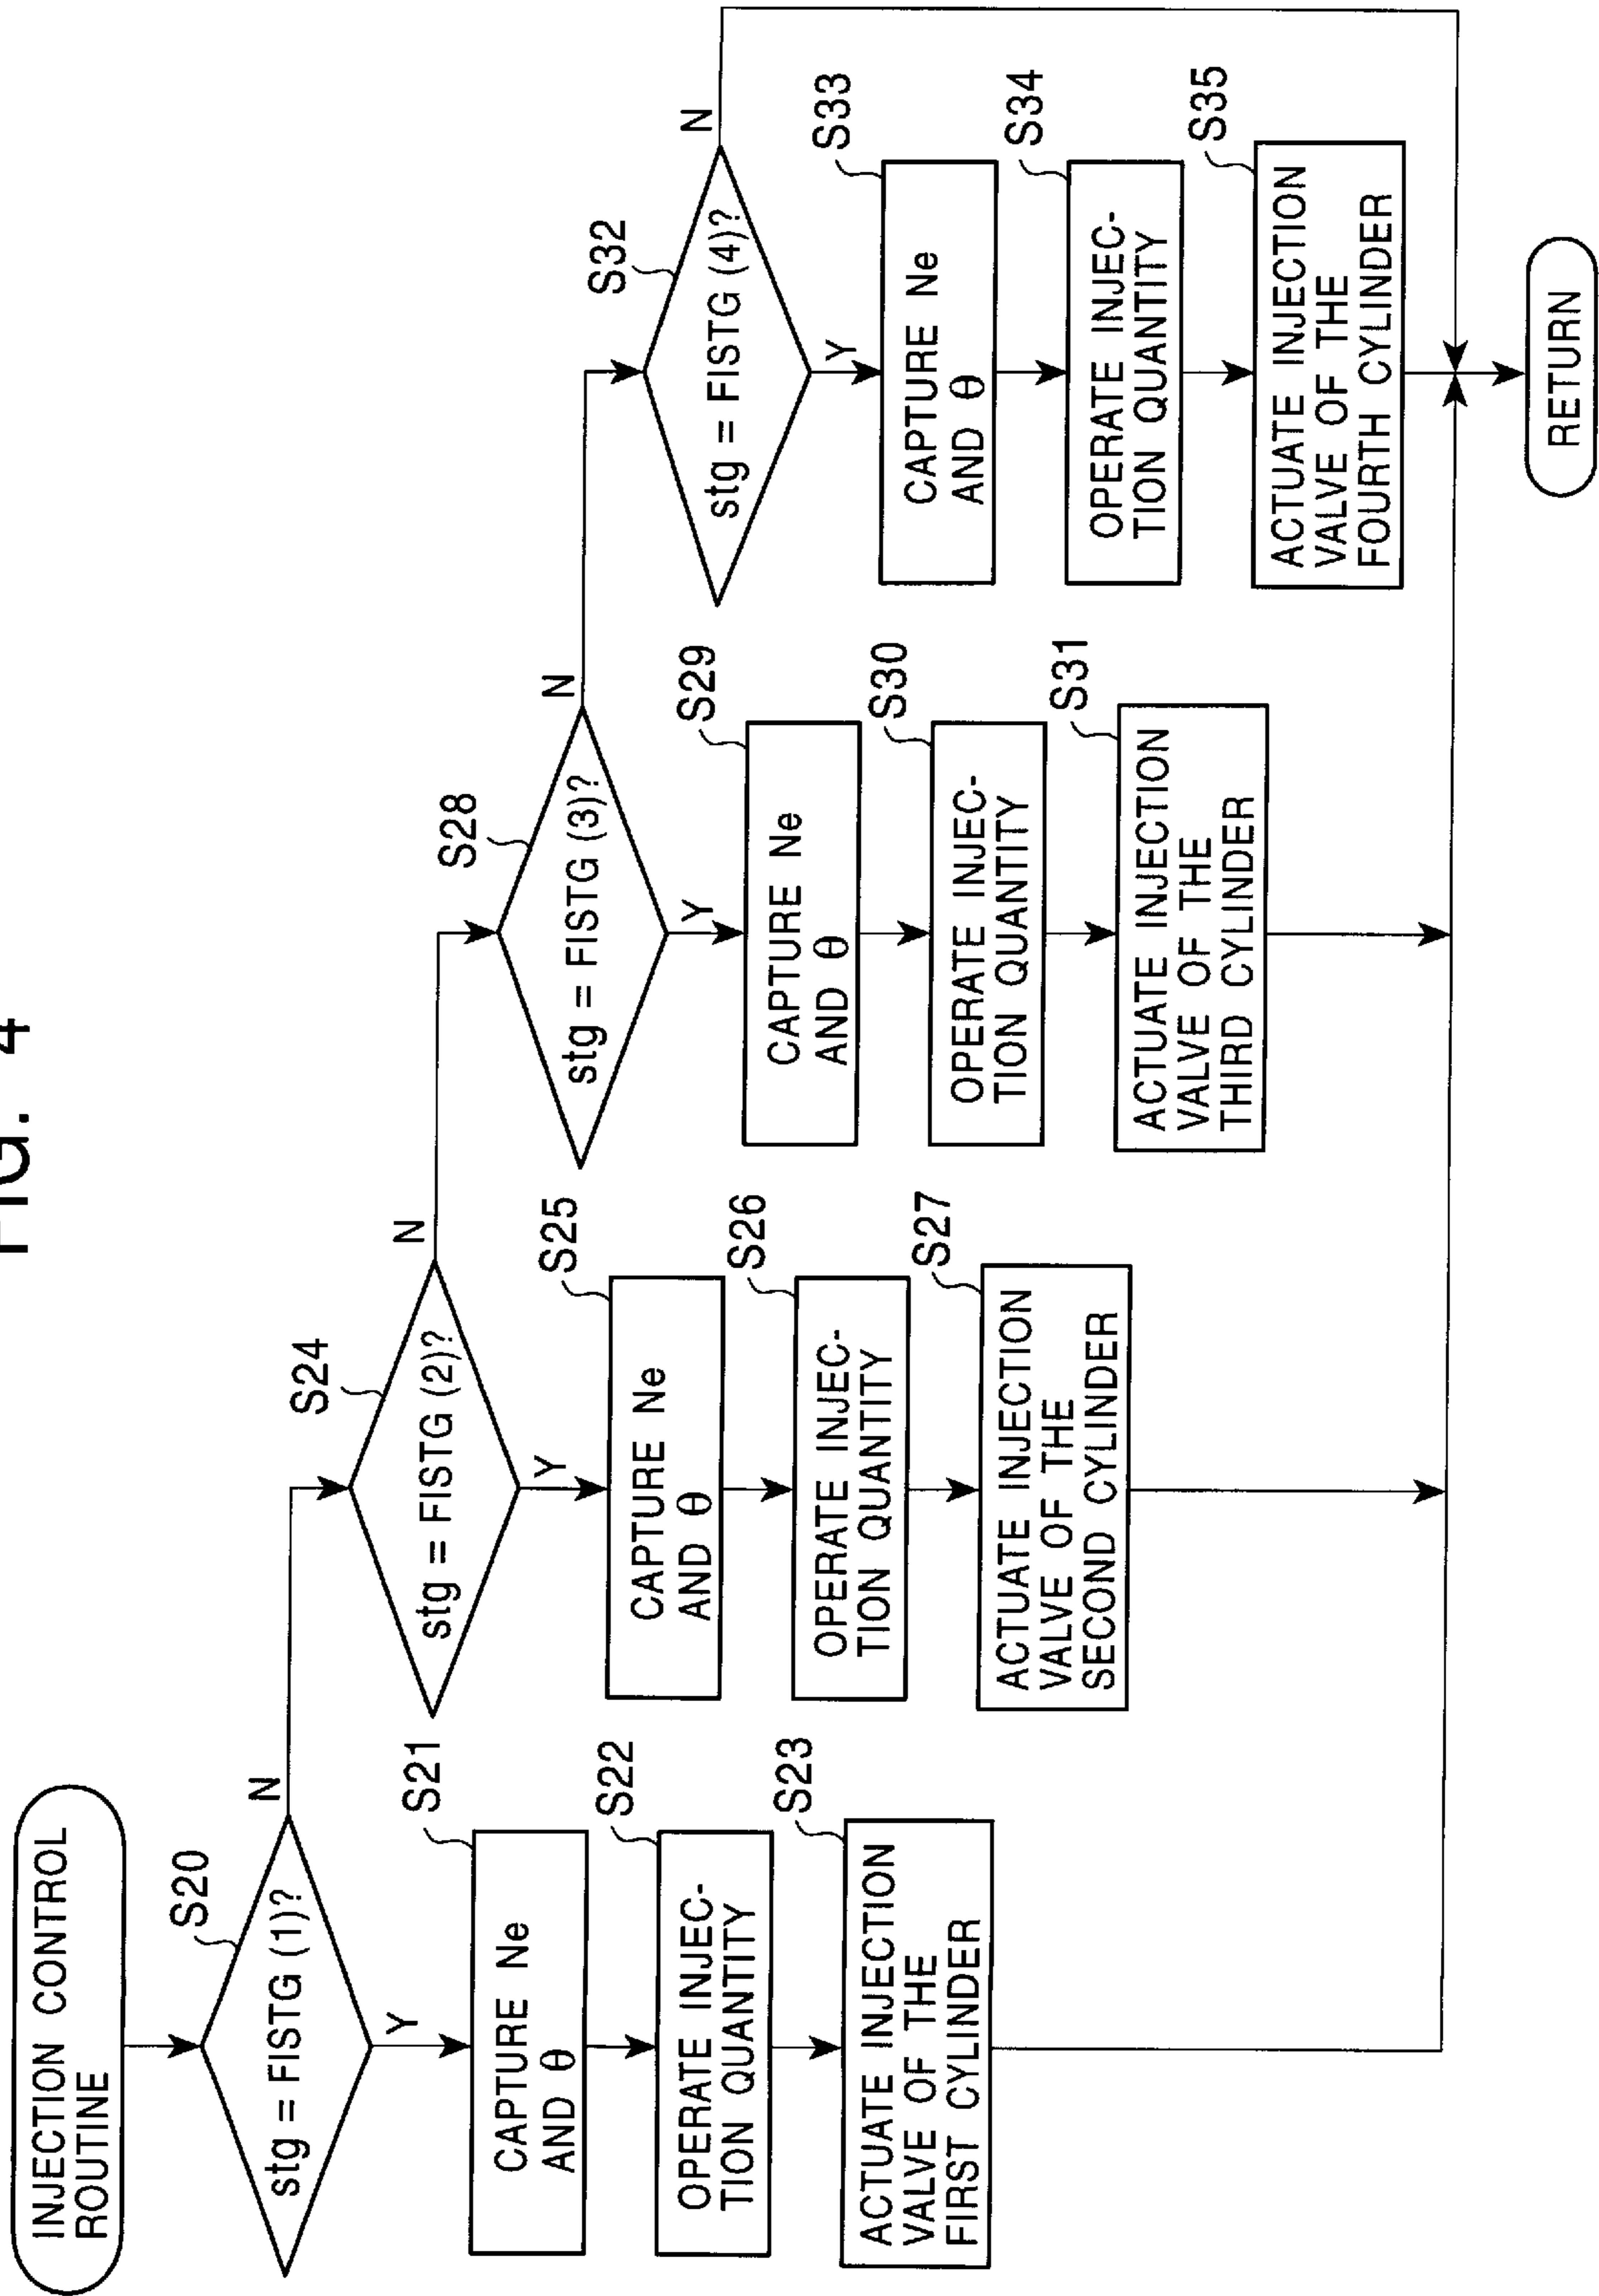 FIG. 4
INJECTION CONTROL
ROUTINE
S20
stg = FISTG (1)?
N
Y
S21
CAPTURE Ne
AND θ
S22
OPERATE INJEC-
TION QUANTITY
S23
ACTUATE INJECTION
VALVE OF THE
FIRST CYLINDER
S24
stg = FISTG (2)?
N
Y
S25
CAPTURE Ne
AND θ
S26
OPERATE INJEC-
TION QUANTITY
S27
ACTUATE INJECTION
VALVE OF THE
SECOND CYLINDER
S28
stg = FISTG (3)?
N
Y
S29
CAPTURE Ne
AND θ
S30
OPERATE INJEC-
TION QUANTITY
S31
ACTUATE INJECTION
VALVE OF THE
THIRD CYLINDER
S32
stg = FISTG (4)?
N
Y
S33
CAPTURE Ne
AND θ
S34
OPERATE INJEC-
TION QUANTITY
S35
ACTUATE INJECTION
VALVE OF THE
FOURTH CYLINDER
RETURN